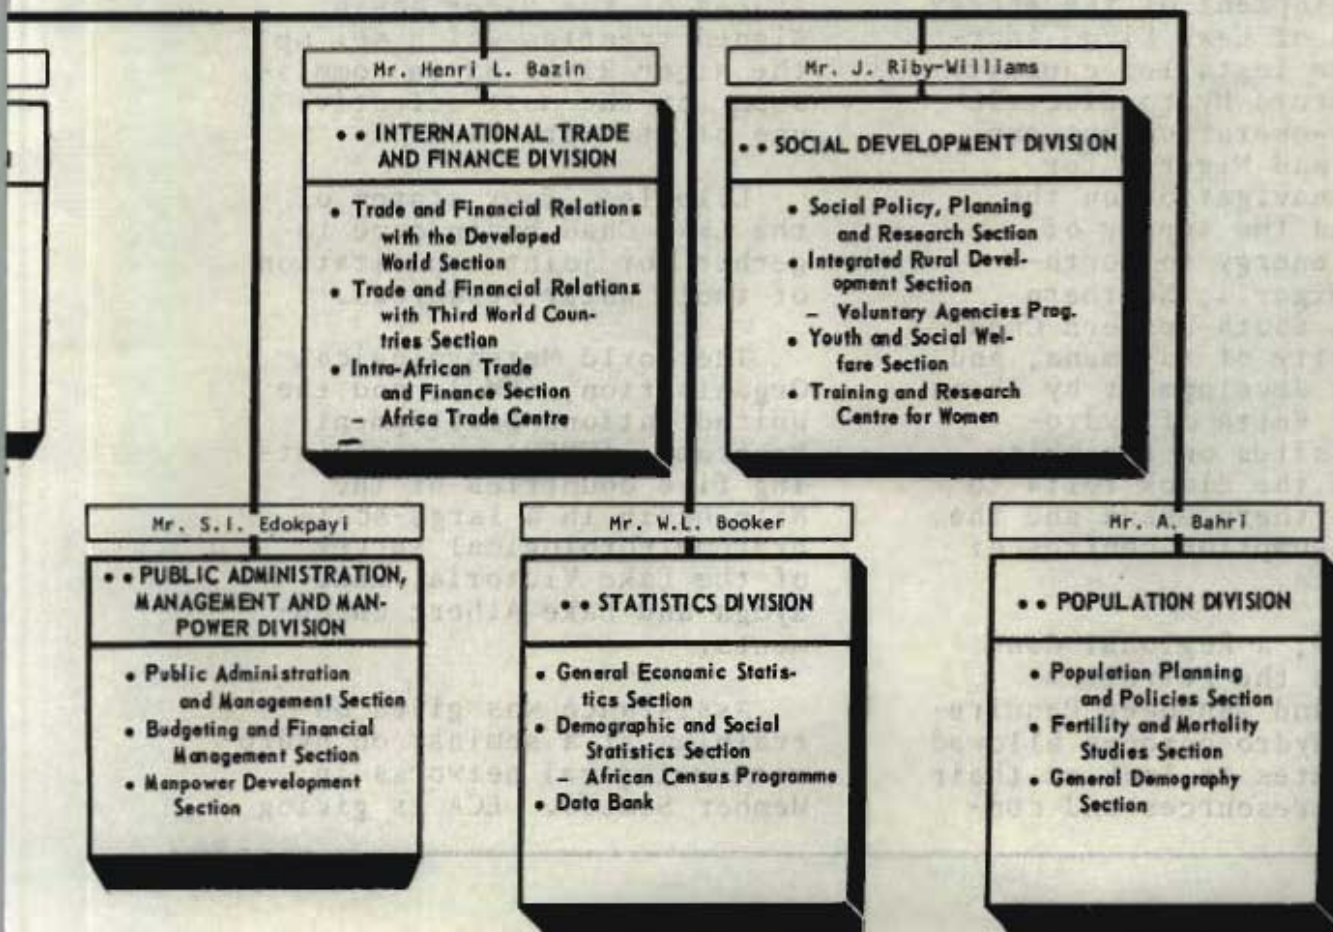 Mr. Henri L. Bazin
•• INTERNATIONAL TRADE
AND FINANCE DIVISION
• Trade and Financial Relations
with the Developed
World Section
• Trade and Financial Relations
with Third World Coun-
tries Section
• Intra-African Trade
and Finance Section
– Africa Trade Centre
Mr. J. Riby-Williams
•• SOCIAL DEVELOPMENT DIVISION
• Social Policy, Planning
and Research Section
• Integrated Rural Devel-
opment Section
– Voluntary Agencies Prog.
• Youth and Social Wel-
fare Section
• Training and Research
Centre for Women
Mr. S.I. Edokpayi
•• PUBLIC ADMINISTRATION,
MANAGEMENT AND MAN-
POWER DIVISION
• Public Administration
and Management Section
• Budgeting and Financial
Management Section
• Manpower Development
Section
Mr. W.L. Booker
•• STATISTICS DIVISION
• General Economic Statis-
tics Section
• Demographic and Social
Statistics Section
– African Census Programme
• Data Bank
Mr. A. Bahri
•• POPULATION DIVISION
• Population Planning
and Policies Section
• Fertility and Mortality
Studies Section
• General Demography
Section